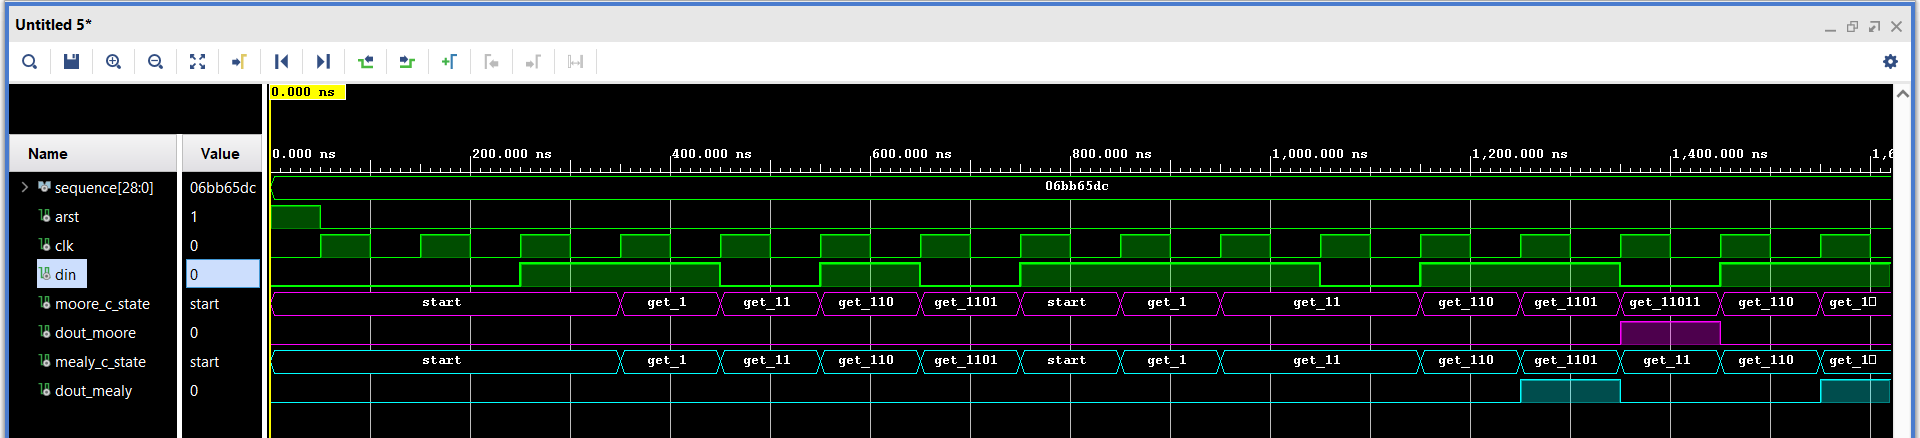 Untitled 5*
0.000 ns
Name Value
0.000 ns 200.000 ns 400.000 ns 600.000 ns 800.000 ns 1,000.000 ns 1,200.000 ns 1,400.000 ns 1,6
sequence[28:0] 06bb65dc 06bb65dc
arst 1
clk 0
din 0
moore_c_state start start get_1 get_11 get_110 get_1101 start get_1 get_11 get_110 get_1101 get_11011 get_110 get_1
dout_moore 0
mealy_c_state start start get_1 get_11 get_110 get_1101 start get_1 get_11 get_110 get_1101 get_11 get_110 get_1
dout_mealy 0